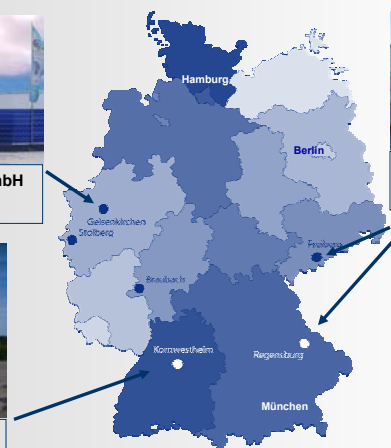 Hamburg
Berlin
bH
Gelsenkirchen
Stolberg
Freiberg
Braubach
Kornwestheim
Regensburg
München